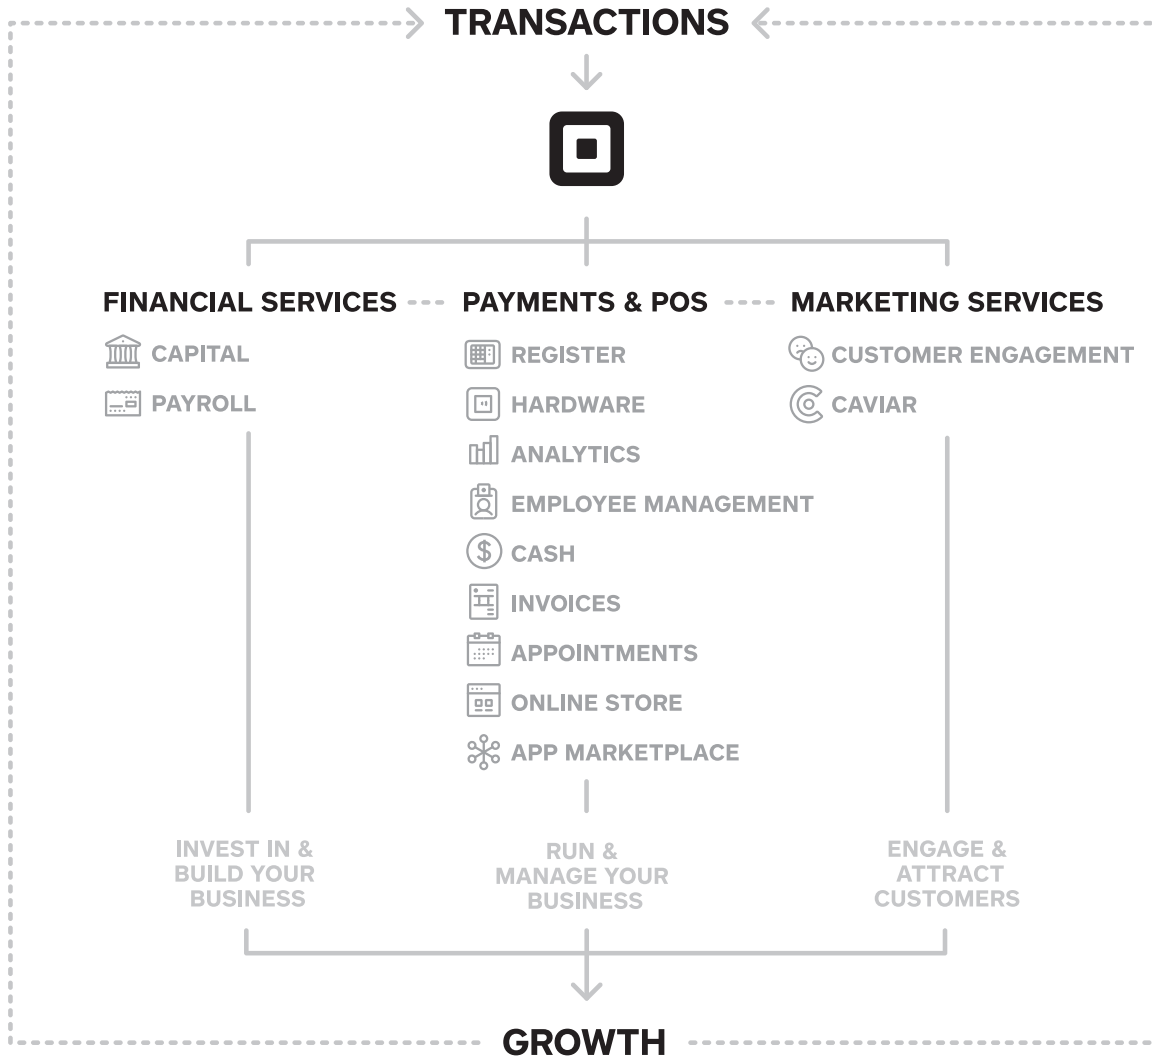 TRANSACTIONS
FINANCIAL SERVICES
CAPITAL
PAYROLL
PAYMENTS & POS
REGISTER
HARDWARE
ANALYTICS
EMPLOYEE MANAGEMENT
CASH
INVOICES
APPOINTMENTS
ONLINE STORE
APP MARKETPLACE
MARKETING SERVICES
CUSTOMER ENGAGEMENT
CAVIAR
INVEST IN &
BUILD YOUR
BUSINESS
RUN &
MANAGE YOUR
BUSINESS
ENGAGE &
ATTRACT
CUSTOMERS
GROWTH